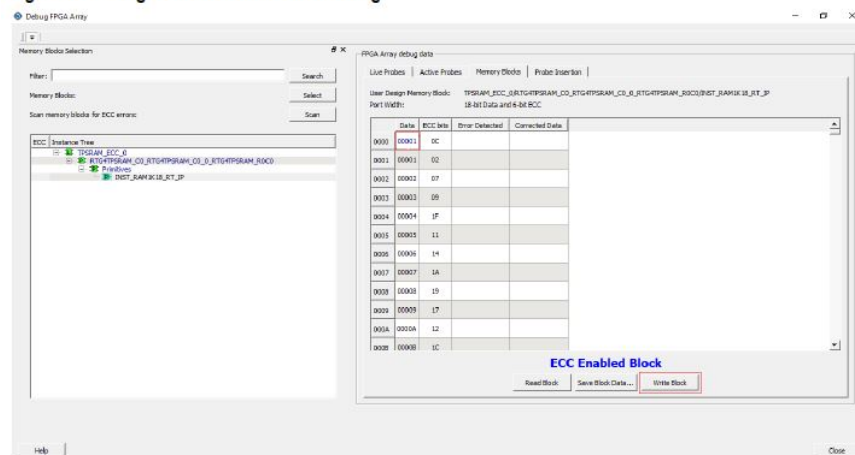 Debug FPGA Array
Memory Blocks Selection
Filter:
Search
Memory Blocks:
Select
Scan memory blocks for ECC errors:
Scan
ECC Instance Tree
TPSRAM_ECC_0
RTG4TPSRAM_C0_RTG4TPSRAM_C0_0_RTG4TPSRAM_R0C0
Primitives
INST_RAM1K18_RT_IP
FPGA Array debug data
Live Probes Active Probes Memory Blocks Probe Insertion
User Design Memory Block: TPSRAM_ECC_0/RTG4TPSRAM_C0_RTG4TPSRAM_C0_0_RTG4TPSRAM_R0C0/INST_RAM1K18_RT_IP
Port Width: 18-bit Data and 6-bit ECC
Data ECC bits Error Detected Corrected Data
0000 00001 0C
0001 00001 02
0002 00002 07
0003 00003 09
0004 00004 1F
0005 00005 11
0006 00006 14
0007 00007 1A
0008 00008 19
0009 00009 17
000A 0000A 12
000B 0000B 1C
ECC Enabled Block
Read Block Save Block Data... Write Block
Help
Close